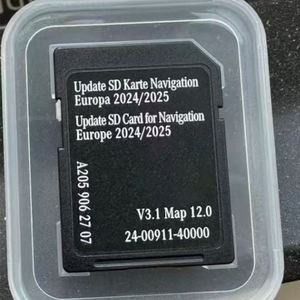 Update SD Karte Navigation
Europa 2024/2025
Update SD Card for Navigation
Europe 2024/2025
A205 906 27 07
V3.1 Map 12.0
24-00911-40000